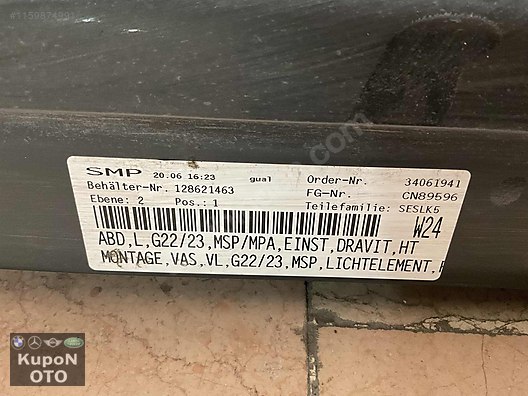 SMP 20.06 16:23 gual Order-Nr. 34061941
Behälter-Nr. 128621463 FG-Nr. CN89596
Ebene: 2 Pos.: 1 Teilefamilie: SESLK5
W24
ABD,L,G22/23,MSP/MPA,EINST,DRAVIT,HT
MONTAGE,VAS,VL,G22/23,MSP,LICHTELEMENT,
KupoN
OTO